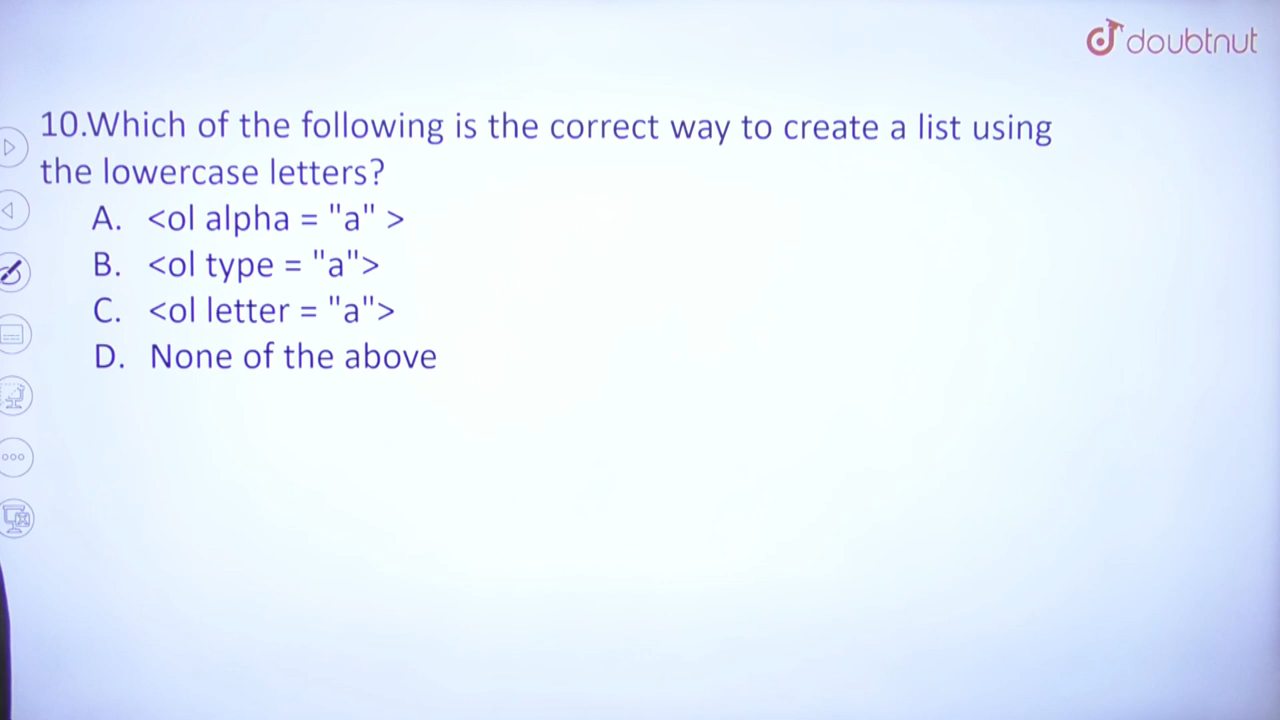 doubtnut
10.Which of the following is the correct way to create a list using
the lowercase letters?
A. <ol alpha = "a" >
B. <ol type = "a">
C. <ol letter = "a">
D. None of the above